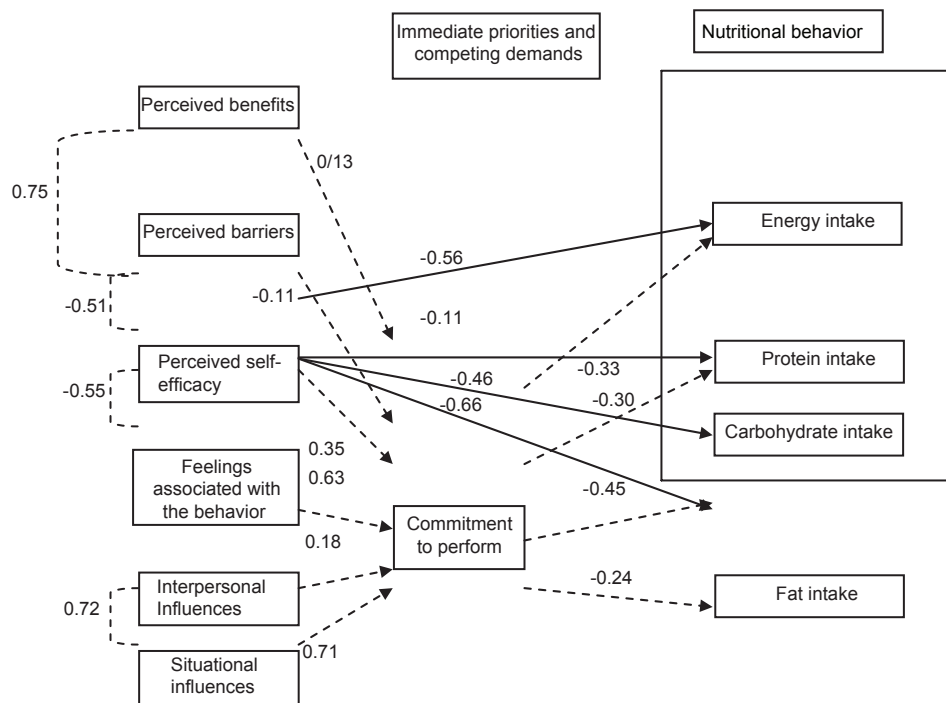 Immediate priorities and
competing demands
Nutritional behavior
Perceived benefits
0/13
0.75
Perceived barriers
Energy intake
-0.56
-0.11
-0.51
-0.11
Perceived self-
efficacy
Protein intake
-0.33
-0.46
-0.55
-0.30
-0.66
Carbohydrate intake
0.35
Feelings
associated with
the behavior
0.63
-0.45
Commitment
to perform
0.18
-0.24
Interpersonal
Influences
0.72
Fat intake
0.71
Situational
influences